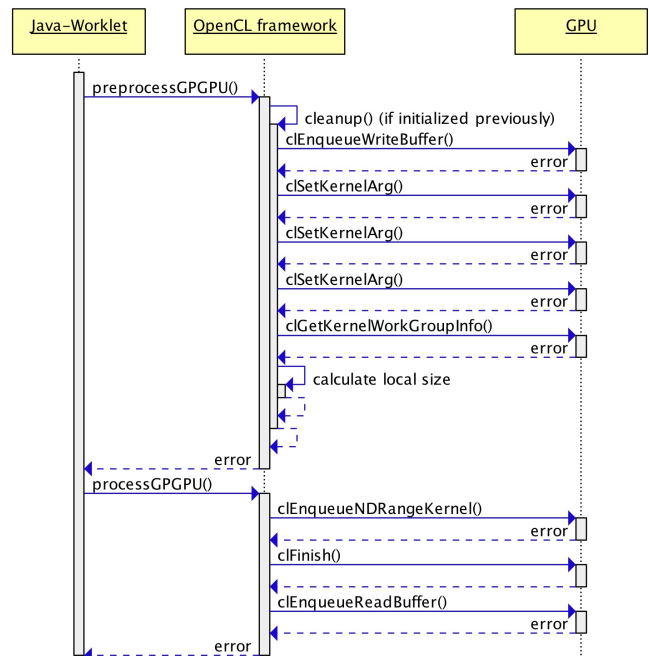 Java-Worklet
OpenCL framework
GPU
preprocessGPGPU()
cleanup() (if initialized previously)
clEnqueueWriteBuffer()
error
clSetKernelArg()
error
clSetKernelArg()
error
clSetKernelArg()
error
clGetKernelWorkGroupInfo()
error
calculate local size
error
processGPGPU()
clEnqueueNDRangeKernel()
error
clFinish()
clEnqueueReadBuffer()
error
error